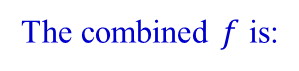 The combined f is: